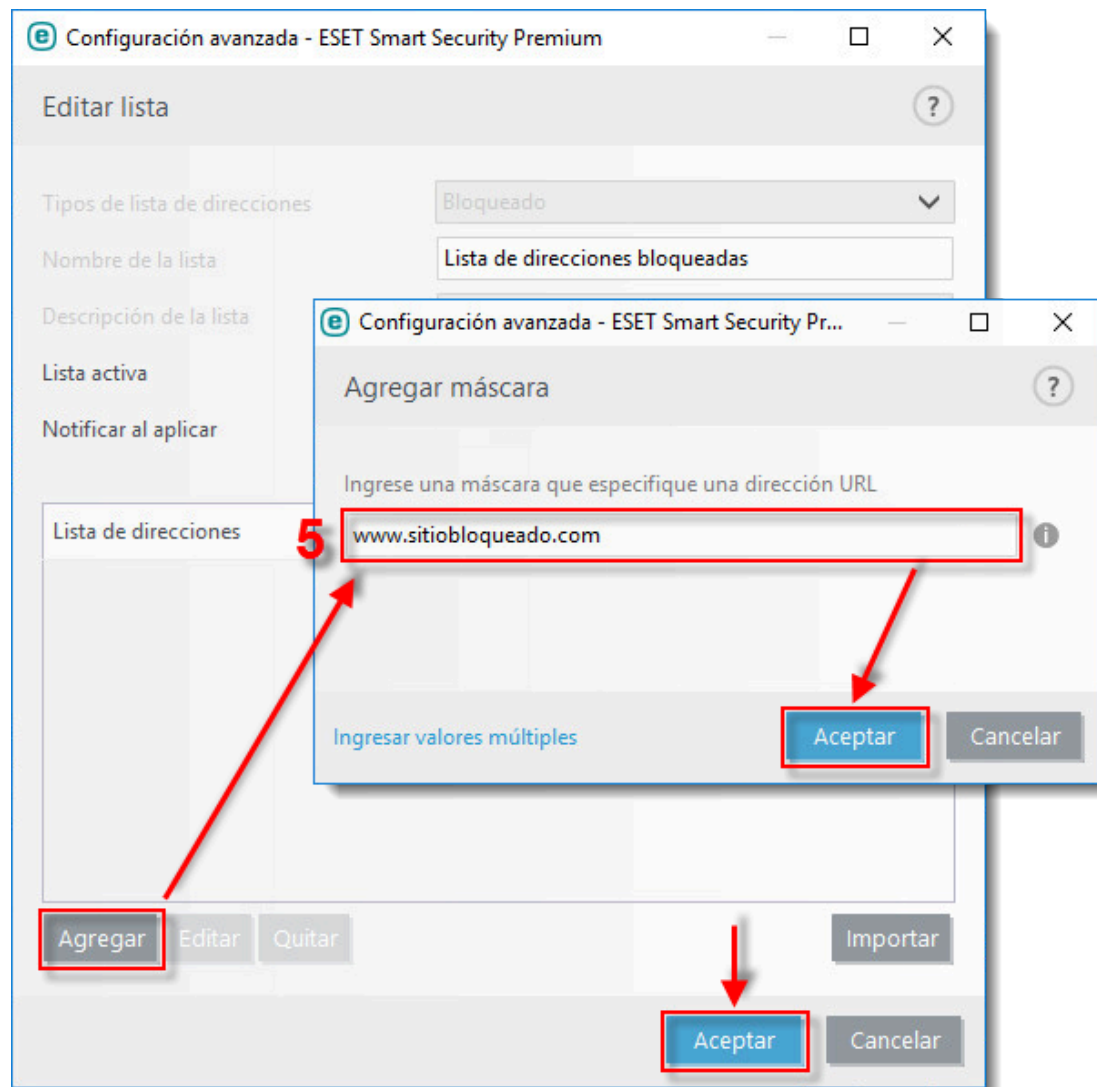 Configuración avanzada - ESET Smart Security Premium
Editar lista
?
Tipos de lista de direcciones
Bloqueado
Nombre de la lista
Lista de direcciones bloqueadas
Descripción de la lista
Lista activa
Notificar al aplicar
Lista de direcciones
Configuración avanzada - ESET Smart Security Pr...
Agregar máscara
?
Ingrese una máscara que especifique una dirección URL
5
www.sitiobloqueado.com
i
Ingresar valores múltiples
Aceptar
Cancelar
Agregar
Editar
Quitar
Importar
Aceptar
Cancelar